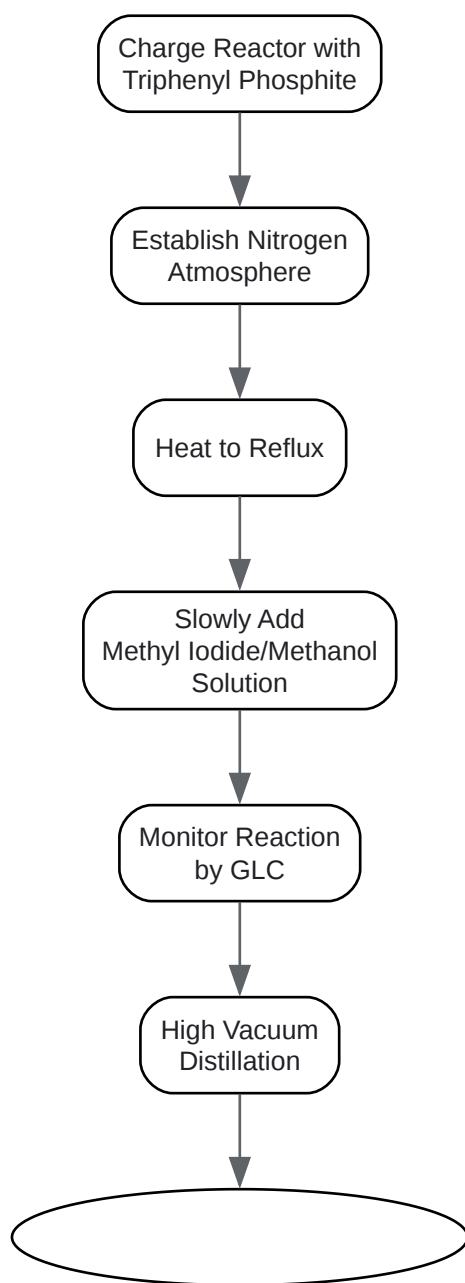 Charge Reactor with
Triphenyl Phosphite
Establish Nitrogen
Atmosphere
Heat to Reflux
Slowly Add
Methyl Iodide/Methanol
Solution
Monitor Reaction
by GLC
High Vacuum
Distillation